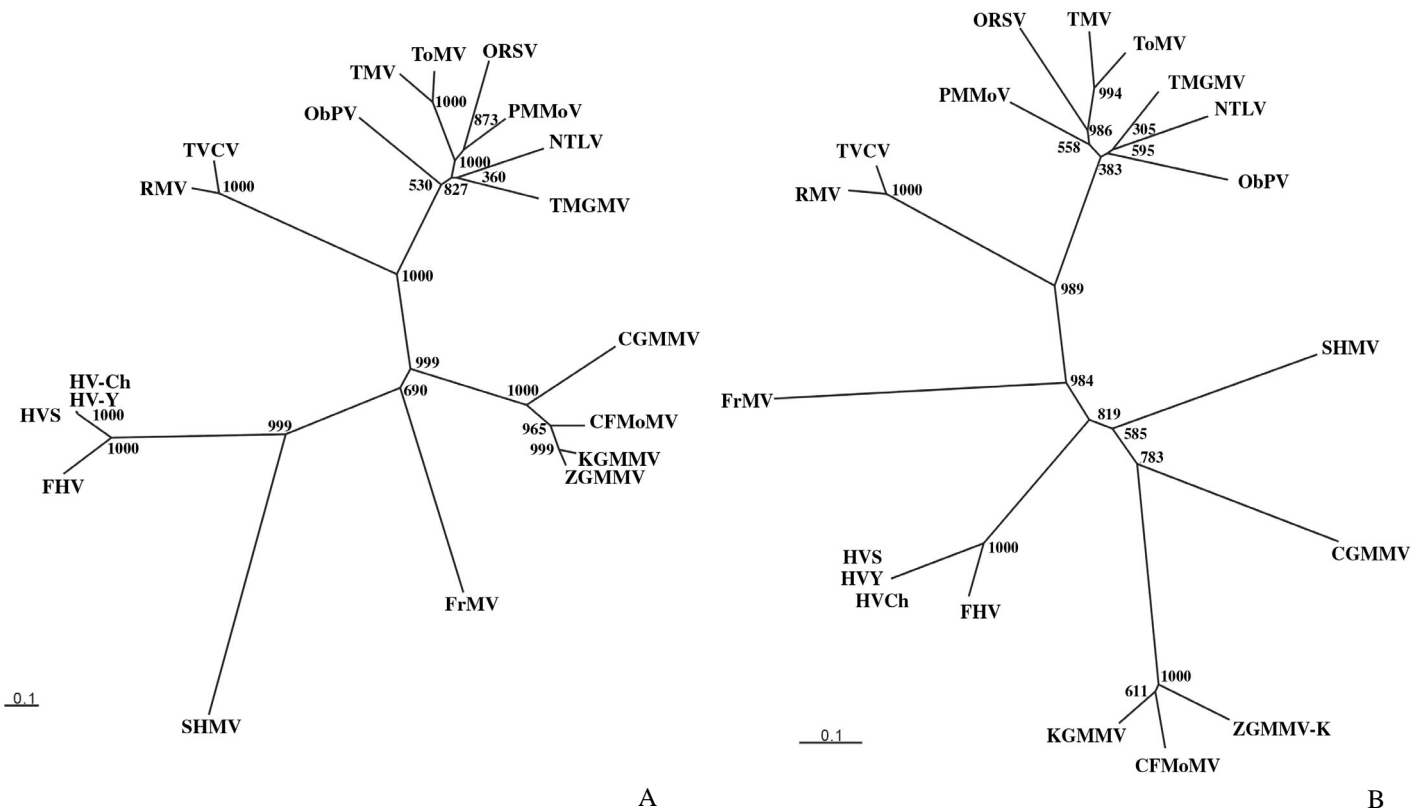 ToMV
ORSV
TMV
1000
ObPV
873
PMMoV
NTLV
TVCV
1000
530
827
360
RMV
1000
TMGMV
1000
CGMMV
999
HV-Ch
HV-Y
HVS
1000
690
1000
CFMoMV
999
965
1000
999
KGMMV
ZGMMV
FHV
FrMV
0.1
SHMV
A
ORSV
TMV
ToMV
994
TMGMV
PMMoV
NTLV
986
305
558
595
TVCV
383
ObPV
RMV
1000
989
SHMV
984
FrMV
819
585
783
1000
HVS
HVY
HVCh
FHV
CGMMV
1000
611
KGMMV
ZGMMV-K
0.1
CFMoMV
B